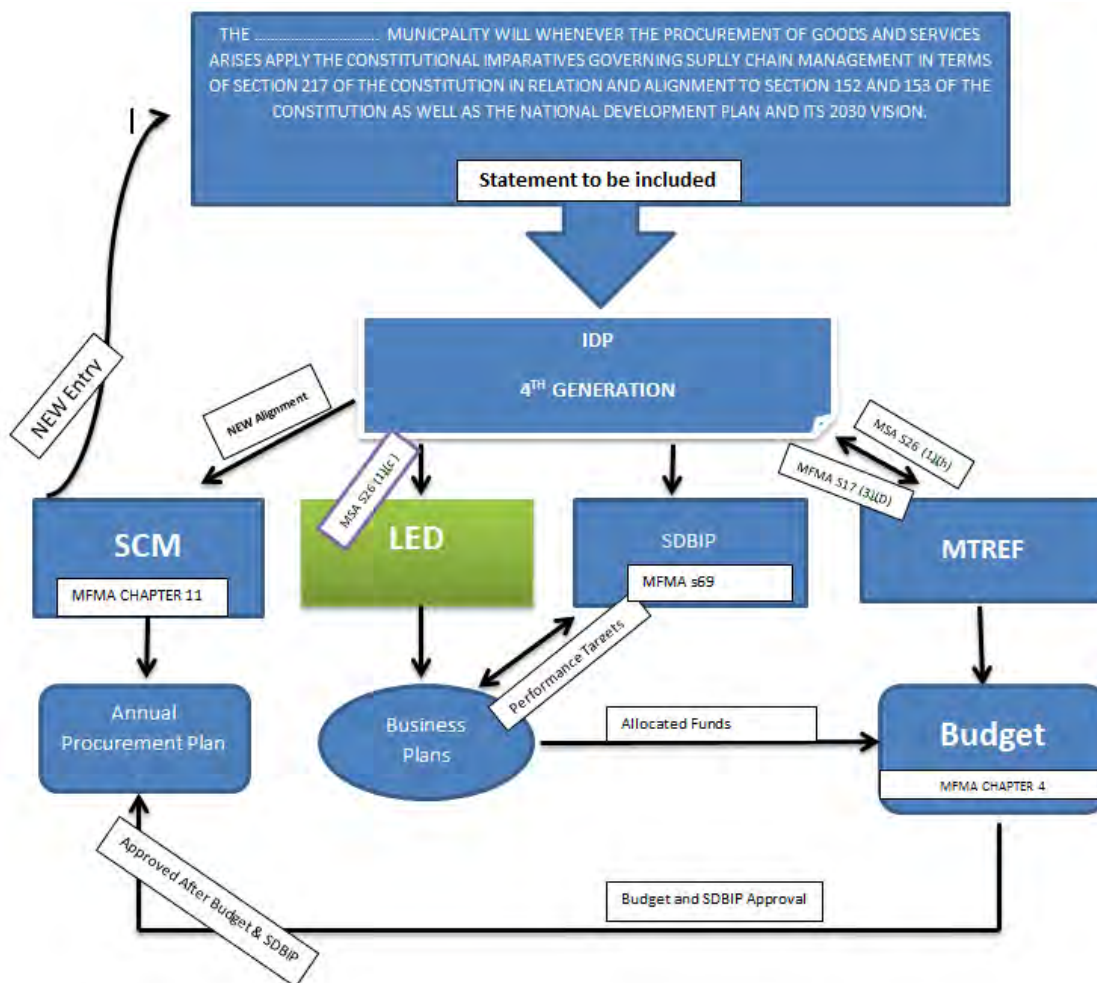 THE ............................ MUNICPALITY WILL WHENEVER THE PROCUREMENT OF GOODS AND SERVICES
ARISES APPLY THE CONSTITUTIONAL IMPARATIVES GOVERNING SUPLLY CHAIN MANAGEMENT IN TERMS
OF SECTION 217 OF THE CONSTITUTION IN RELATION AND ALIGNMENT TO SECTION 152 AND 153 OF
THE CONSTITUTION AS WELL AS THE NATIONAL DEVELOPMENT PLAN AND ITS 2030 VISION.
Statement to be included
IDP
4TH GENERATION
NEW Entry
NEW Alignment
MSA S26 (1)(c)
MSA S26 (1)(h)
MFMA S17 (3)(D)
SCM
MFMA CHAPTER 11
LED
SDBIP
MFMA s69
MTREF
Performance Targets
Annual
Procurement Plan
Business
Plans
Allocated Funds
Budget
MFMA CHAPTER 4
Approved After Budget & SDBIP
Budget and SDBIP Approval